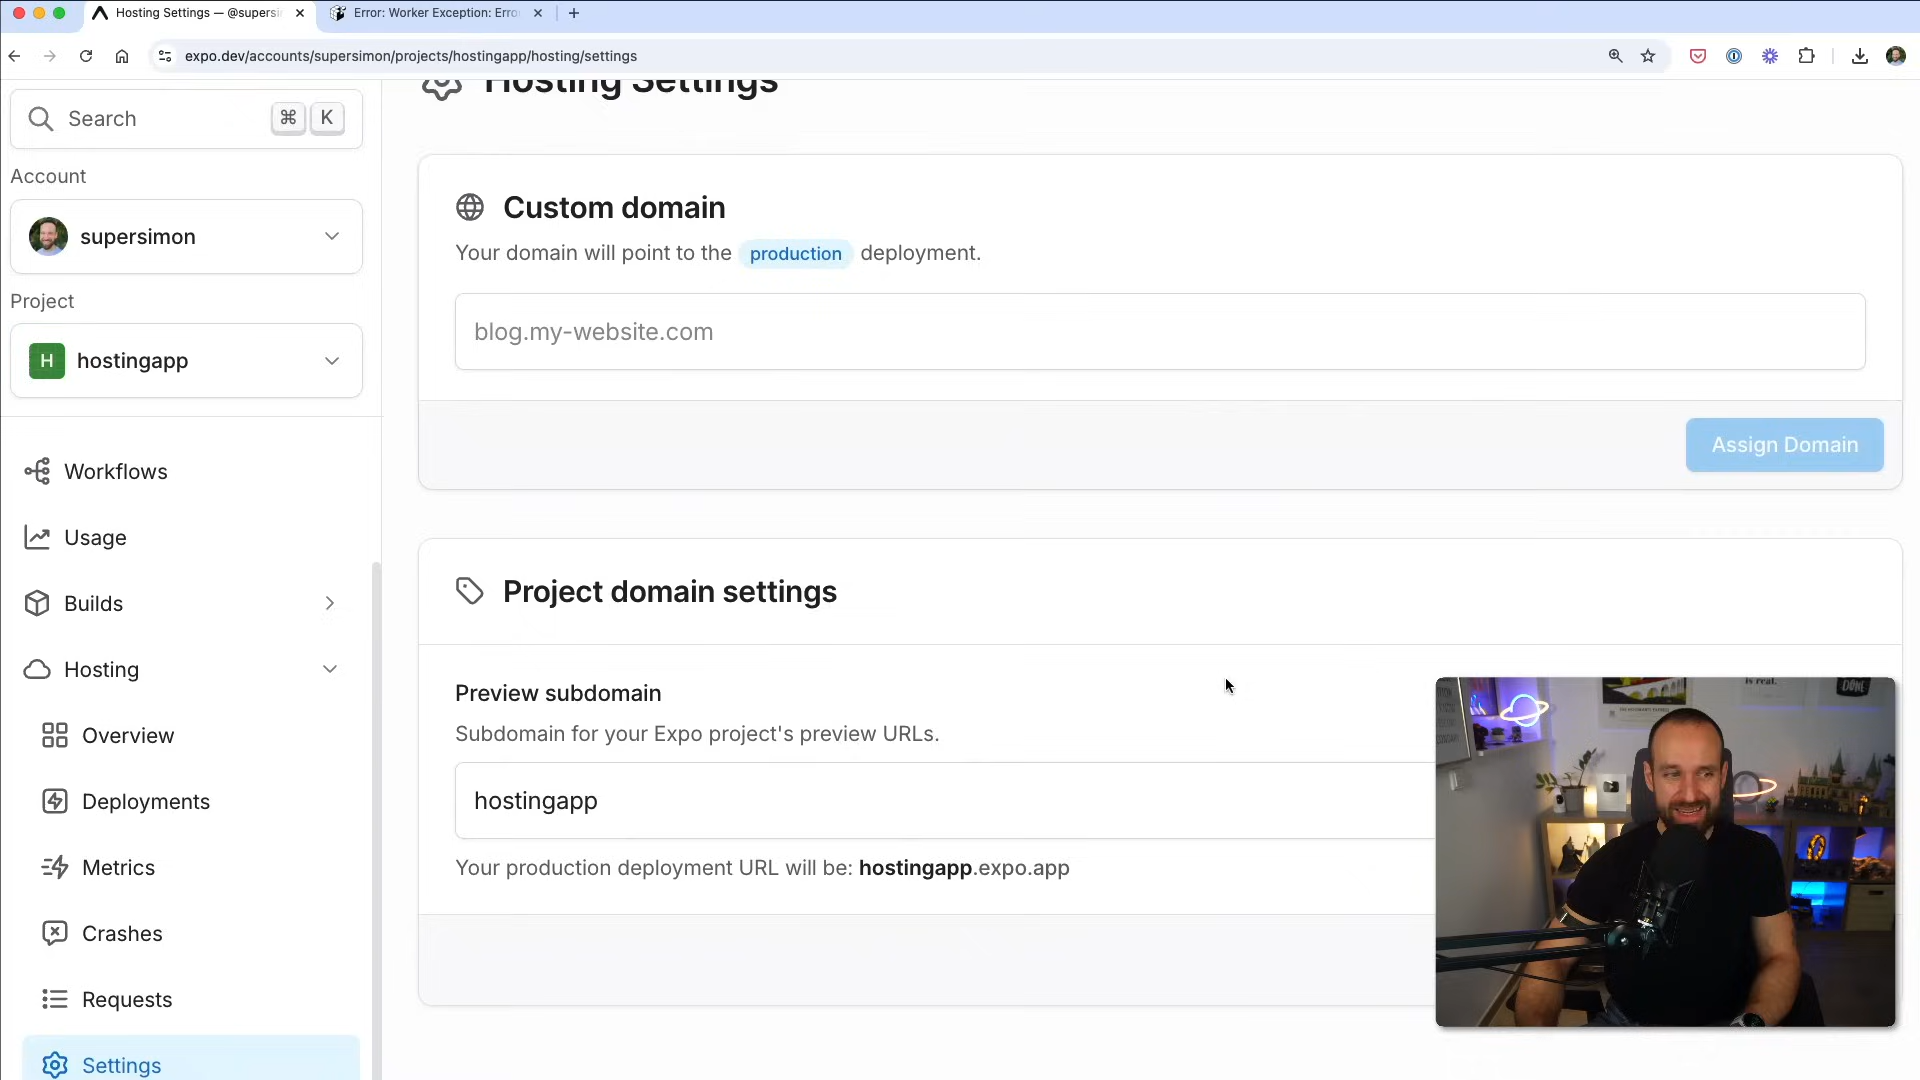 Hosting Settings — @supersi
Error: Worker Exception: Erro
expo.dev/accounts/supersimon/projects/hostingapp/hosting/settings
Search
⌘ K
Account
supersimon
Project
H hostingapp
Workflows
Usage
Builds
Hosting
Overview
Deployments
Metrics
Crashes
Requests
Settings
Hosting Settings
Custom domain
Your domain will point to the production deployment.
blog.my-website.com
Assign Domain
Project domain settings
Preview subdomain
Subdomain for your Expo project's preview URLs.
hostingapp
Your production deployment URL will be: hostingapp.expo.app
is real.
DONE